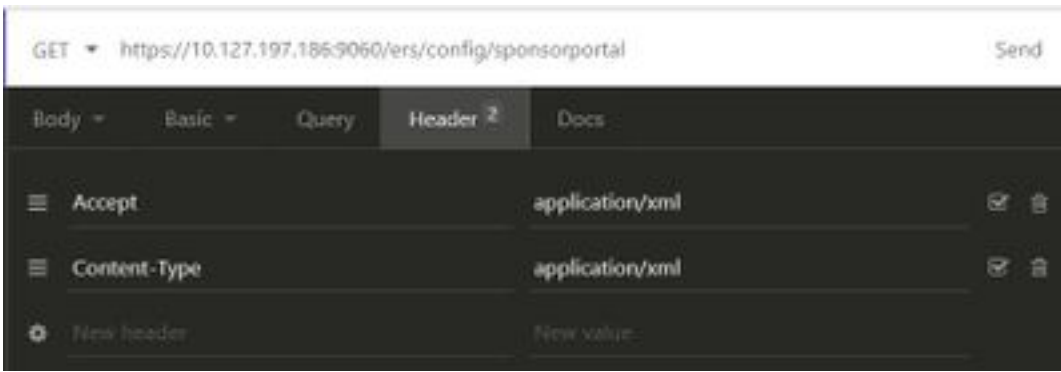 GET https://10.127.197.186:9060/ers/config/sponsorportal Send
Body Basic Query Header 2 Docs
Accept application/xml
Content-Type application/xml
New header New value